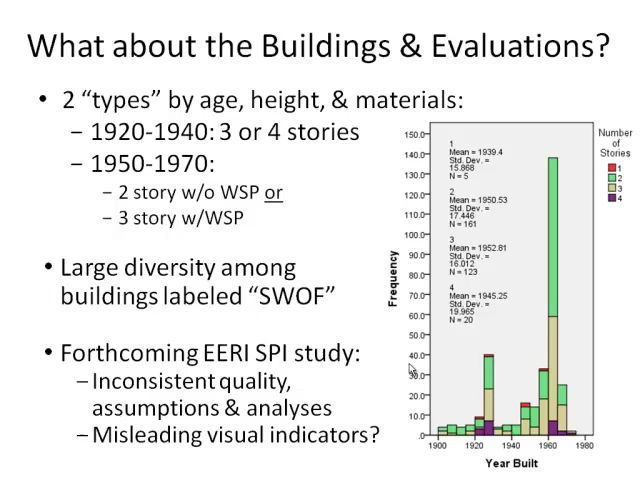 What about the Buildings & Evaluations?
• 2 “types” by age, height, & materials:
− 1920-1940: 3 or 4 stories
− 1950-1970:
− 2 story w/o WSP or
− 3 story w/WSP
• Large diversity among
buildings labeled “SWOF”
• Forthcoming EERI SPI study:
− Inconsistent quality,
assumptions & analyses
− Misleading visual indicators?
Number
of
Stories
1
2
3
4
1
Mean = 1939.4
Std. Dev. =
15.868
N = 5
2
Mean = 1950.53
Std. Dev. =
17.446
N = 161
3
Mean = 1952.81
Std. Dev. =
16.012
N = 123
4
Mean = 1945.25
Std. Dev. =
19.965
N = 20
150.0
140.0
130.0
120.0
110.0
100.0
90.0
80.0
70.0
60.0
50.0
40.0
30.0
20.0
10.0
.0
Frequency
1900 1920 1940 1960 1980
Year Built